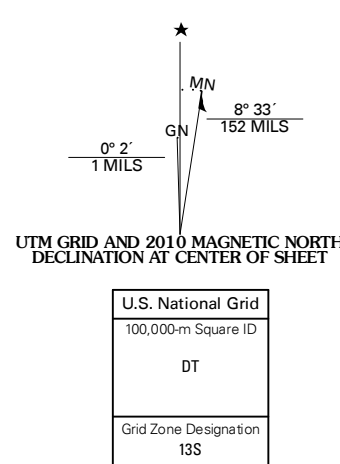 ★
MN
8° 33´
152 MILS
GN
0° 2´
1 MILS
UTM GRID AND 2010 MAGNETIC NORTH
DECLINATION AT CENTER OF SHEET
U.S. National Grid
100,000-m Square ID
DT
Grid Zone Designation
13S